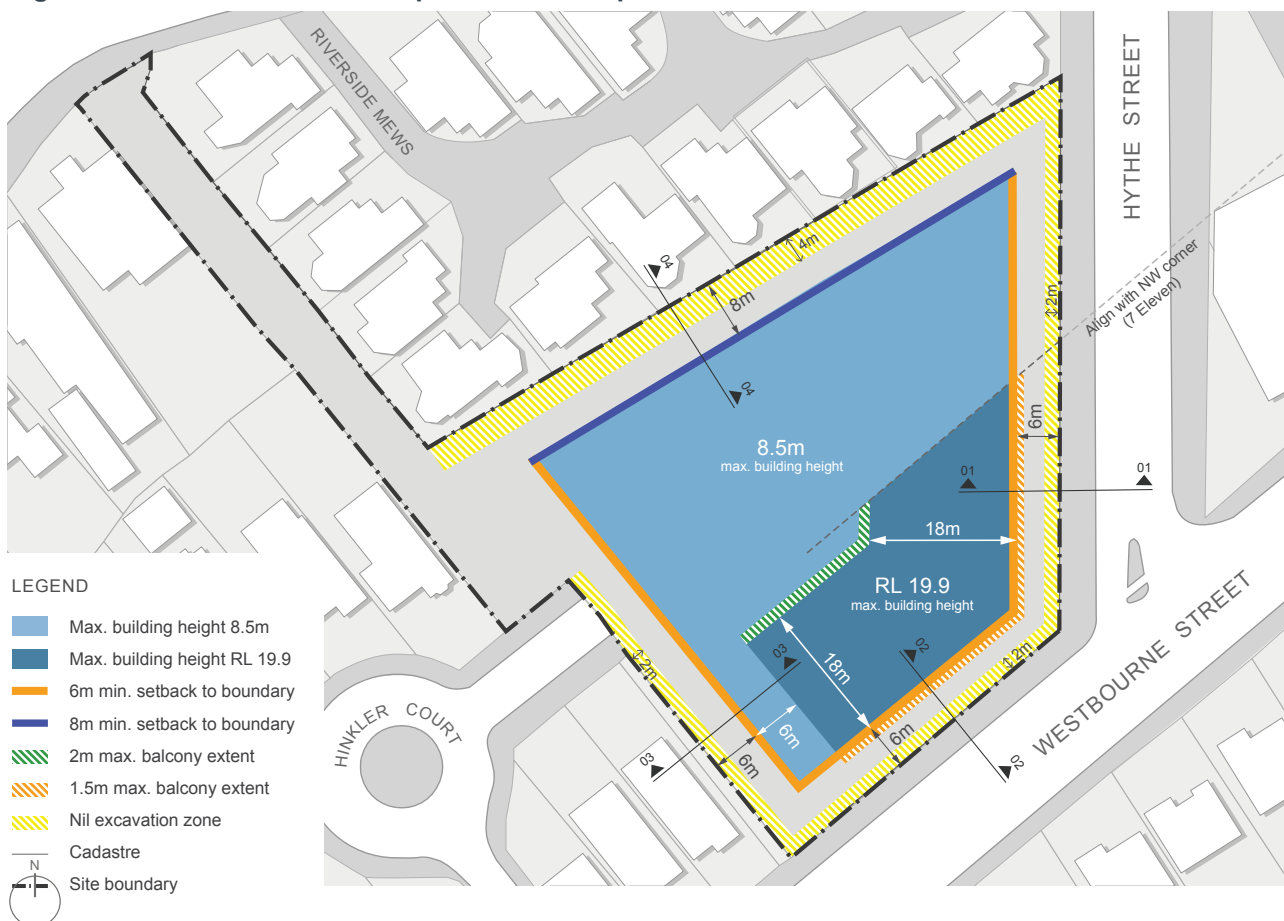 RIVERSIDE MEWS
HYTHE STREET
04
4m
8m
2m
Align with NW corner
(7 Eleven)
04
6m
8.5m
max. building height
01
01
18m
RL 19.9
max. building height
WESTBOURNE STREET
02
2m
03
18m
2m
6m
6m
6m
03
02
HINKLER COURT
LEGEND
Max. building height 8.5m
Max. building height RL 19.9
6m min. setback to boundary
8m min. setback to boundary
2m max. balcony extent
1.5m max. balcony extent
Nil excavation zone
Cadastre
N
Site boundary